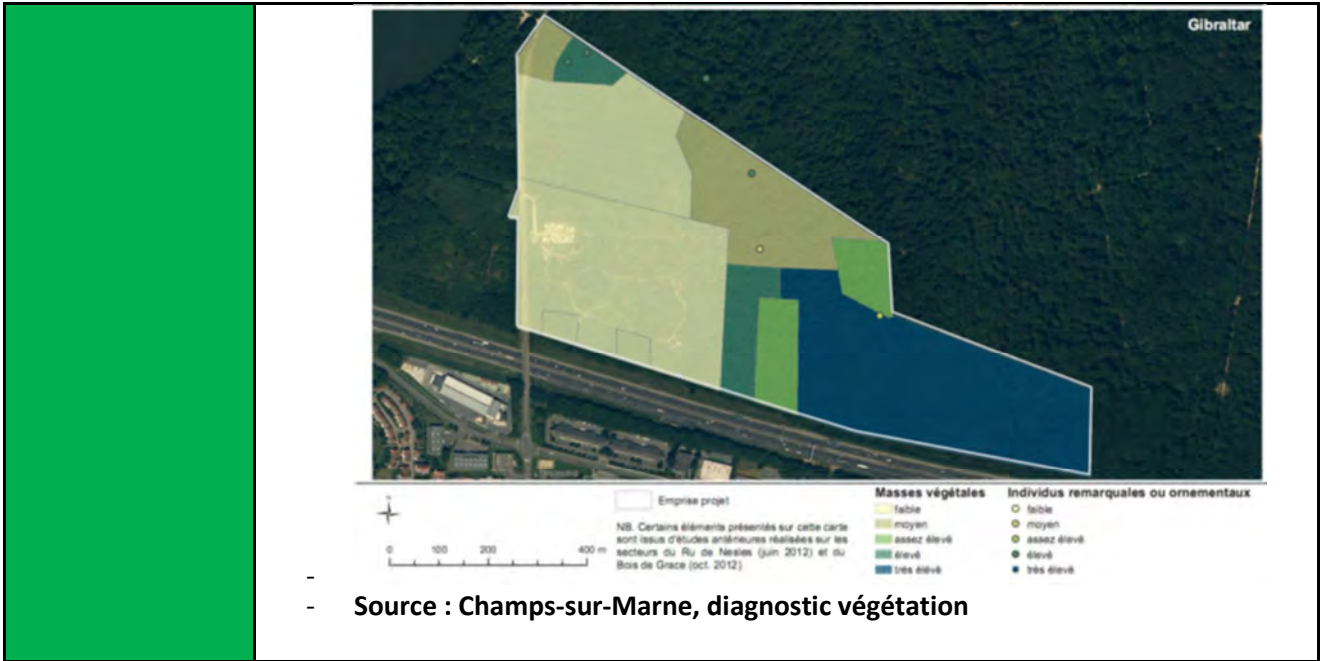 Gibraltar
Emprise projet
NB. Certains éléments présentés sur cette carte
sont issus d'études antérieures réalisées sur les
secteurs du Ru de Nesles (juin 2012) et du
Bois de Grace (oct. 2012)
0 100 200 400 m
Masses végétales
faible
moyen
assez élevé
élevé
très élevé
Individus remarquales ou ornementaux
faible
moyen
assez élevé
élevé
très élevé
-
- Source : Champs-sur-Marne, diagnostic végétation